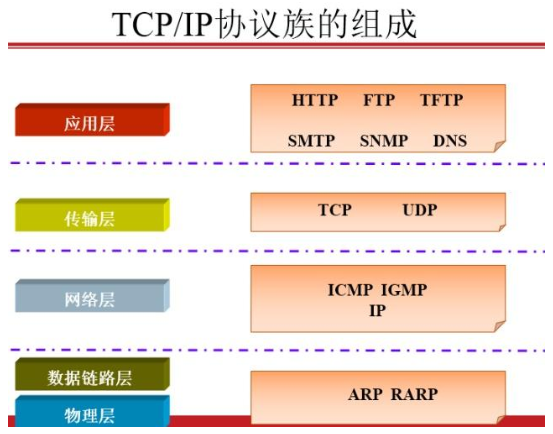 TCP/IP协议族的组成
应用层
HTTP FTP TFTP
SMTP SNMP DNS
传输层
TCP UDP
网络层
ICMP IGMP
IP
数据链路层
物理层
ARP RARP